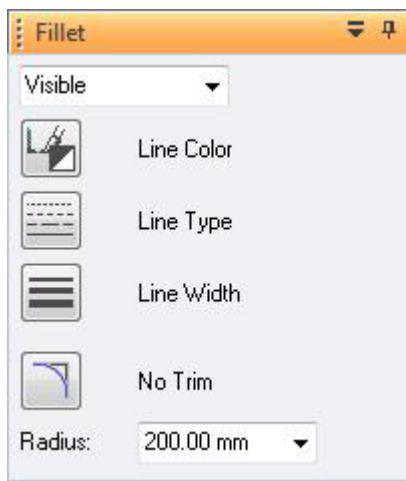 Fillet
Visible
Line Color
Line Type
Line Width
No Trim
Radius: 200.00 mm